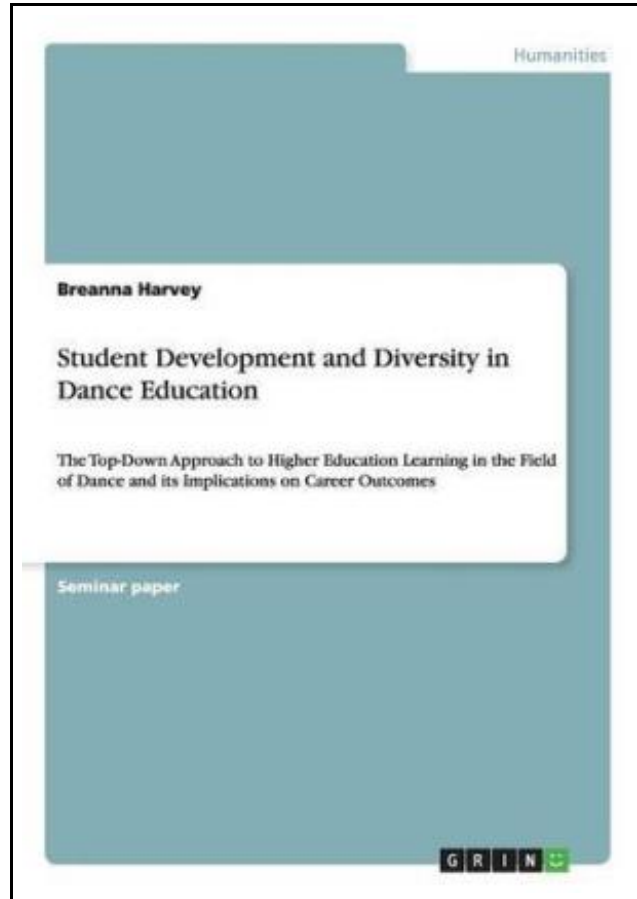 Humanities
Breanna Harvey
Student Development and Diversity in
Dance Education
The Top-Down Approach to Higher Education Learning in the Field
of Dance and its Implications on Career Outcomes
Seminar paper
GRIN